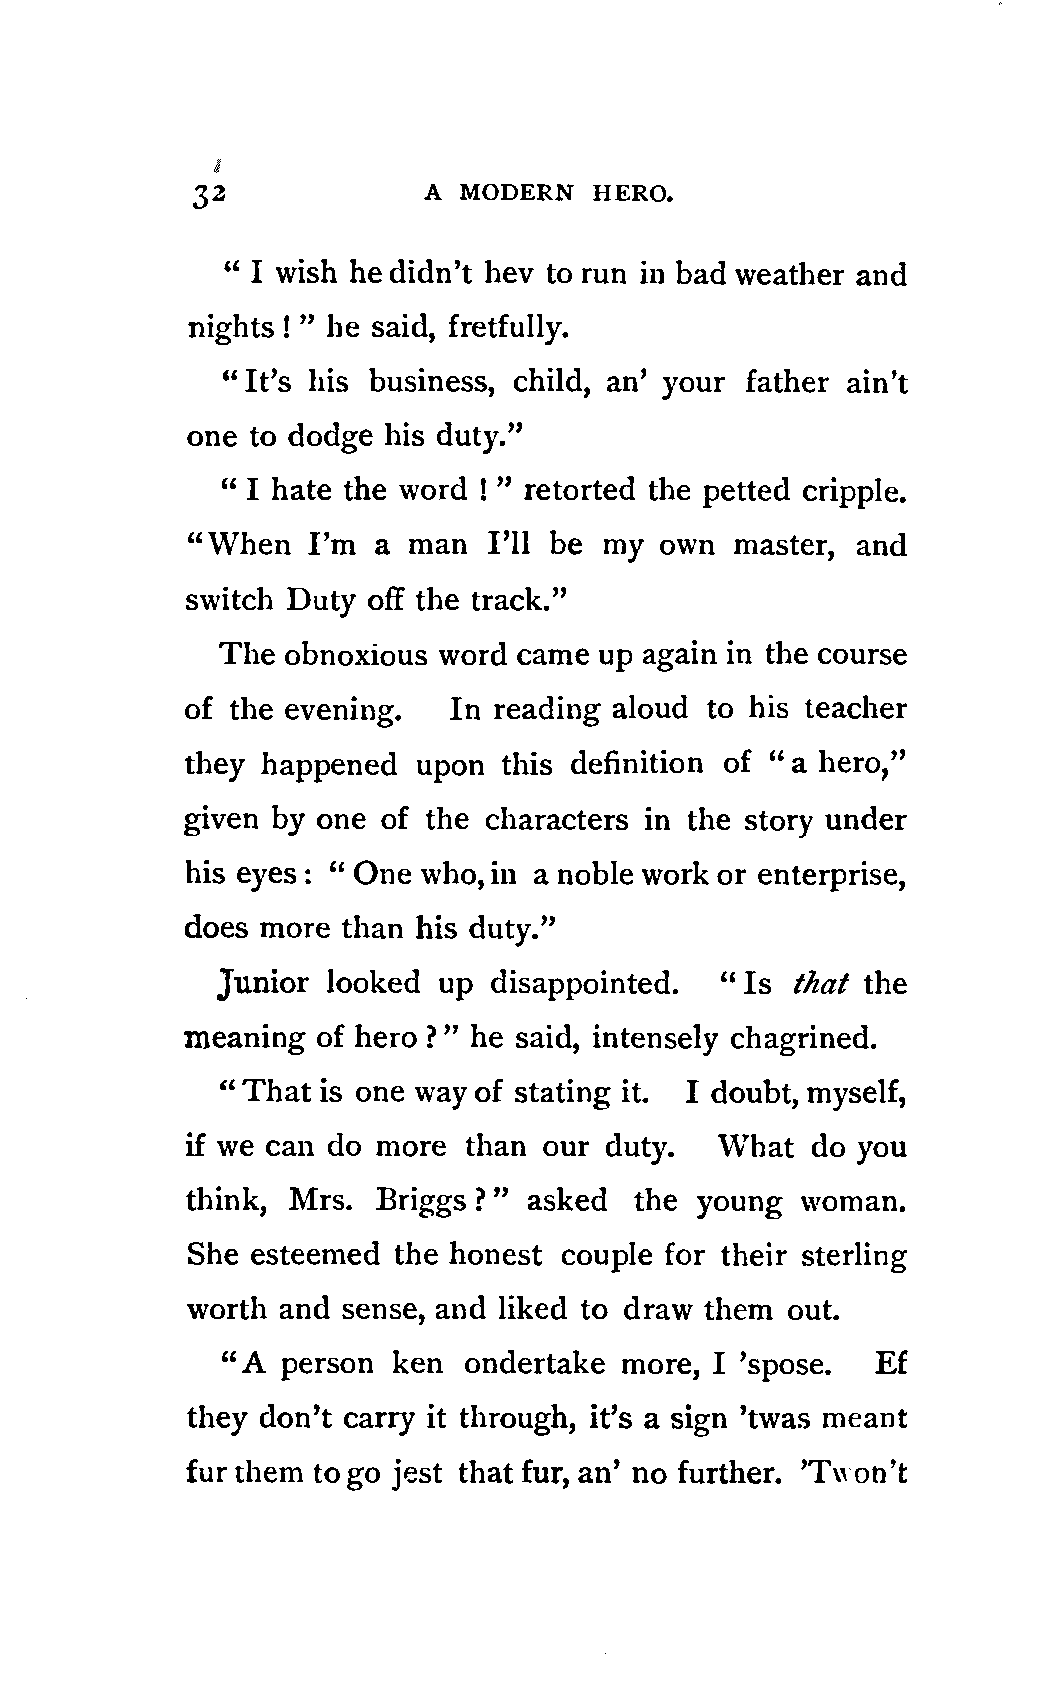 32 A MODERN HERO.
“ I wish he didn’t hev to run in bad weather and
nights ! ” he said, fretfully.
“ It’s his business, child, an’ your father ain’t
one to dodge his duty.”
“ I hate the word ! ” retorted the petted cripple.
“When I’m a man I’ll be my own master, and
switch Duty off the track.”
The obnoxious word came up again in the course
of the evening. In reading aloud to his teacher
they happened upon this definition of “ a hero,”
given by one of the characters in the story under
his eyes : “ One who, in a noble work or enterprise,
does more than his duty.”
Junior looked up disappointed. “ Is that the
meaning of hero ? ” he said, intensely chagrined.
“ That is one way of stating it. I doubt, myself,
if we can do more than our duty. What do you
think, Mrs. Briggs ? ” asked the young woman.
She esteemed the honest couple for their sterling
worth and sense, and liked to draw them out.
“ A person ken ondertake more, I ’spose. Ef
they don’t carry it through, it’s a sign ’twas meant
fur them to go jest that fur, an’ no further. ’Twon’t